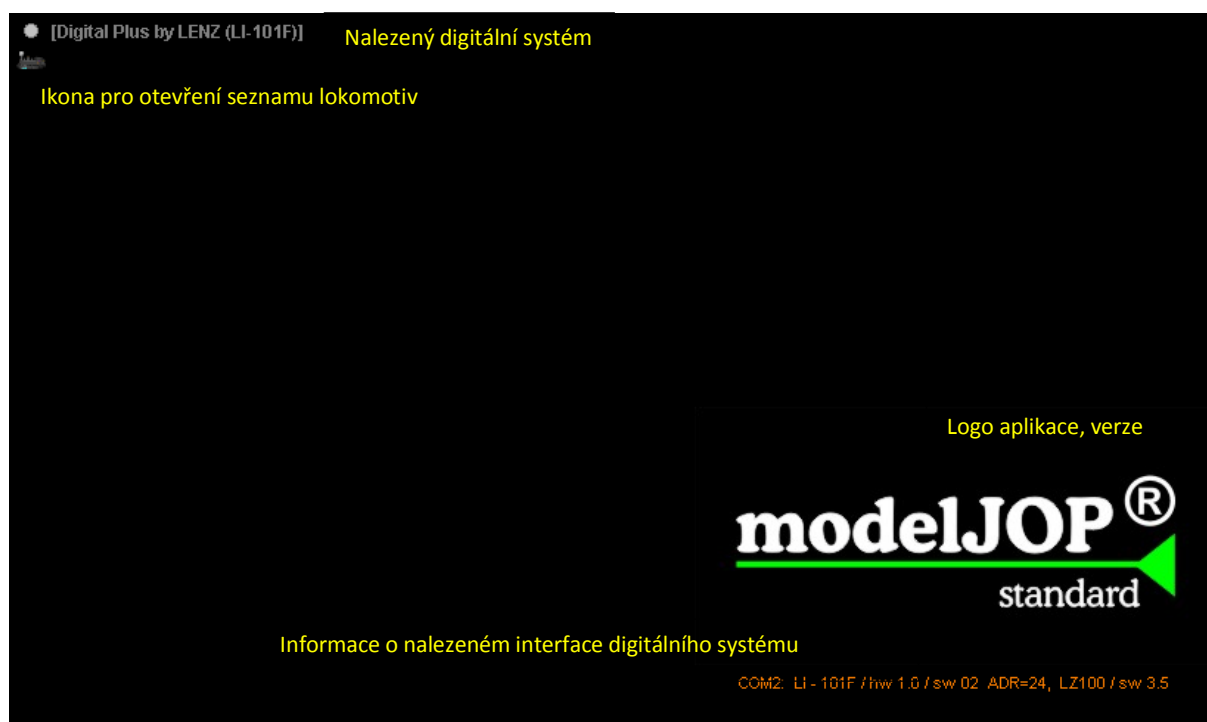 [Digital Plus by LENZ (LI-101F)]
Nalezený digitální systém
Ikona pro otevření seznamu lokomotiv
Logo aplikace, verze
modelJOP®
standard
Informace o nalezeném interface digitálního systému
COM2: LI - 101F / hw 1.0 / sw 02 ADR=24, LZ100 / sw 3.5